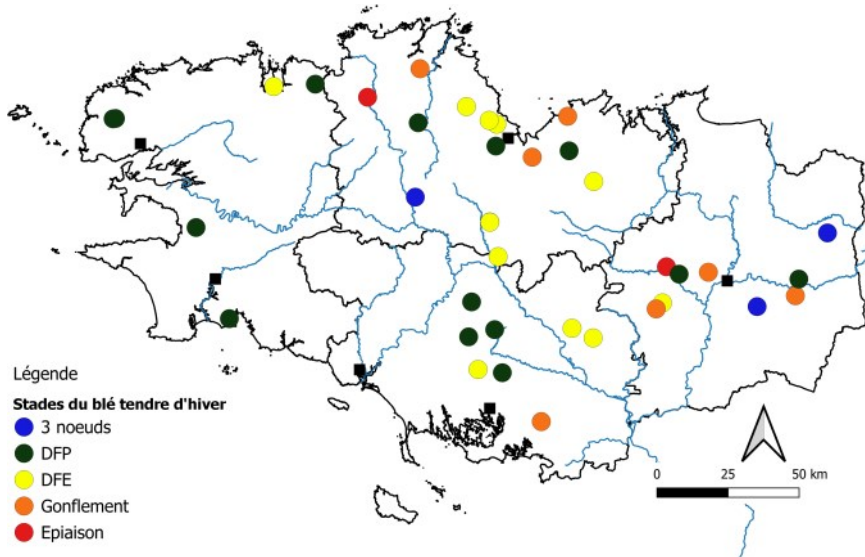 Légende
Stades du blé tendre d'hiver
3 noeuds
DFP
DFE
Gonflement
Epiaison
0 25 50 km